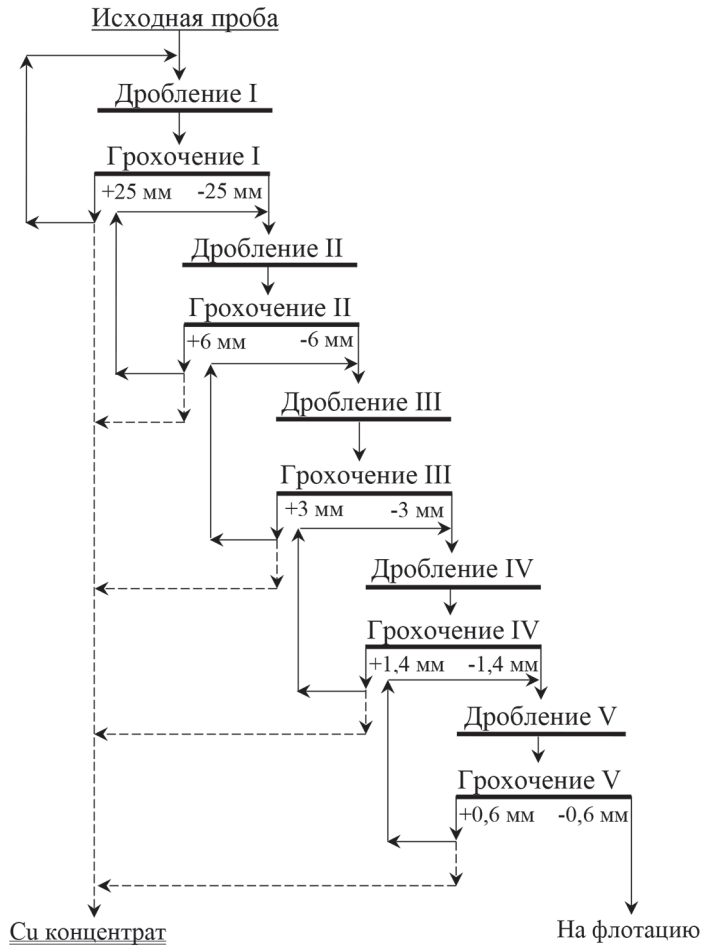 Исходная проба
Дробление I
Грохочение I
+25 мм -25 мм
Дробление II
Грохочение II
+6 мм -6 мм
Дробление III
Грохочение III
+3 мм -3 мм
Дробление IV
Грохочение IV
+1,4 мм -1,4 мм
Дробление V
Грохочение V
+0,6 мм -0,6 мм
Cu концентрат На флотацию